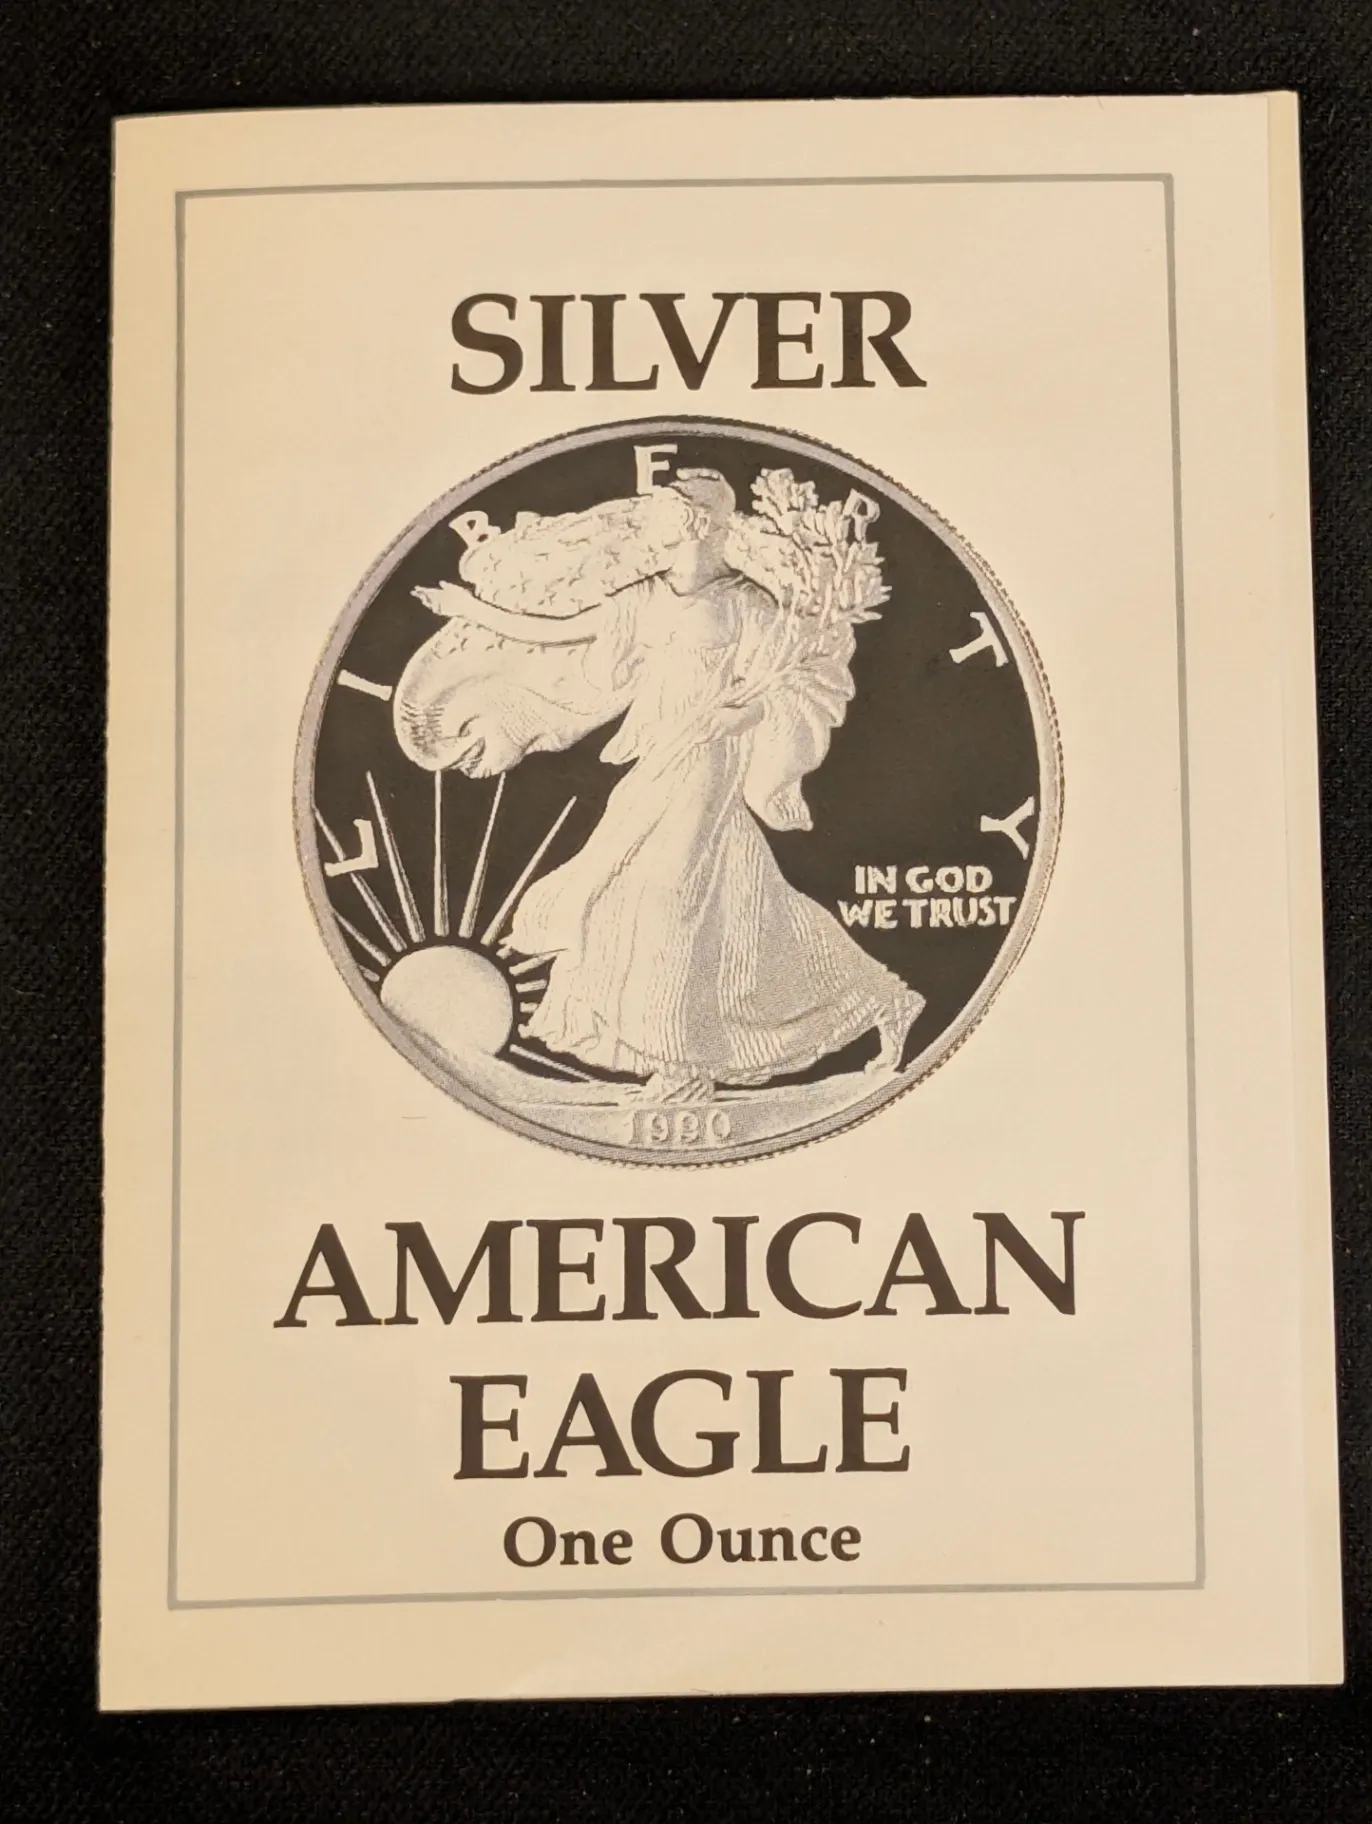 SILVER
LIBERTY
IN GOD
WE TRUST
1990
AMERICAN
EAGLE
One Ounce